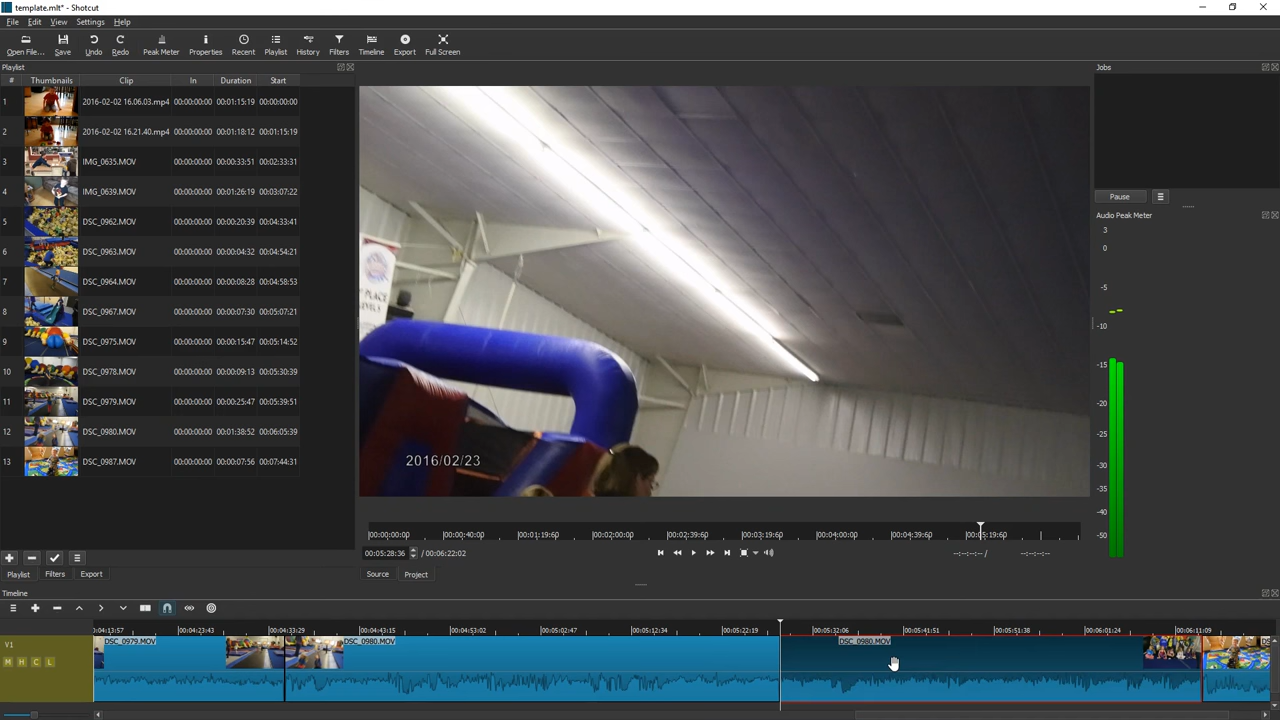 template.mlt* - Shotcut
File Edit View Settings Help
Open File... Save Undo Redo Peak Meter Properties Recent Playlist History Filters Timeline Export Full Screen
Playlist
# Thumbnails Clip In Duration Start
1 2016-02-02 16.06.03.mp4 00:00:00:00 00:01:15:19 00:00:00:00
2 2016-02-02 16.21.40.mp4 00:00:00:00 00:01:18:12 00:01:15:19
3 IMG_0635.MOV 00:00:00:00 00:00:33:51 00:02:33:31
4 IMG_0639.MOV 00:00:00:00 00:01:26:19 00:03:07:22
5 DSC_0962.MOV 00:00:00:00 00:00:20:39 00:04:33:41
6 DSC_0963.MOV 00:00:00:00 00:00:04:32 00:04:54:21
7 DSC_0964.MOV 00:00:00:00 00:00:08:28 00:04:58:53
8 DSC_0967.MOV 00:00:00:00 00:00:07:30 00:05:07:21
9 DSC_0975.MOV 00:00:00:00 00:00:15:47 00:05:14:52
10 DSC_0978.MOV 00:00:00:00 00:00:09:13 00:05:30:39
11 DSC_0979.MOV 00:00:00:00 00:00:25:47 00:05:39:51
12 DSC_0980.MOV 00:00:00:00 00:01:38:52 00:06:05:39
13 DSC_0987.MOV 00:00:00:00 00:00:07:56 00:07:44:31
Playlist Filters Export
PLACE
2016/02/23
00:00:00:00 00:00:40:00 00:01:19:60 00:02:00:00 00:02:39:60 00:03:19:60 00:04:00:00 00:04:39:60 00:05:19:60
00:05:28:36 / 00:06:22:02
--:--:--:-- / --:--:--:--
Source Project
Jobs
Pause
Audio Peak Meter
3
0
-5
-10
-15
-20
-25
-30
-35
-40
-50
Timeline
0:04:13:57 00:04:23:43 00:04:33:29 00:04:43:15 00:04:53:02 00:05:02:47 00:05:12:34 00:05:22:19 00:05:32:06 00:05:41:51 00:05:51:38 00:06:01:24 00:06:11:09
V1
M H C L
DSC_0979.MOV DSC_0980.MOV DSC_0980.MOV